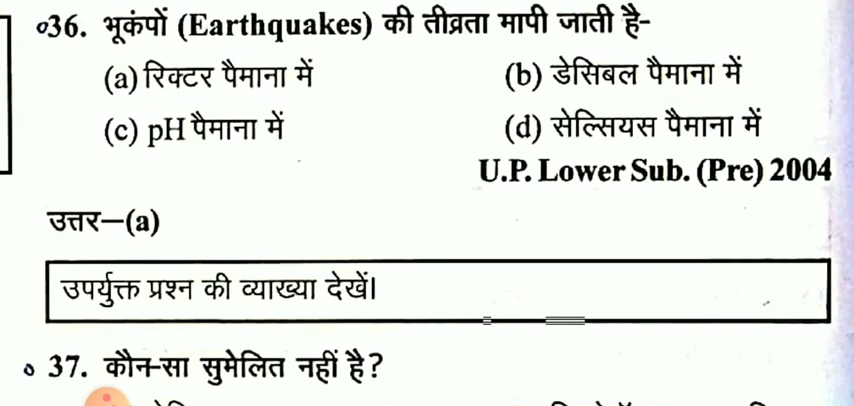 36. भूकंपों (Earthquakes) की तीव्रता मापी जाती है-
(a) रिक्टर पैमाना में (b) डेसिबल पैमाना में
(c) pH पैमाना में (d) सेल्सियस पैमाना में
U.P. Lower Sub. (Pre) 2004
उत्तर—(a)
उपर्युक्त प्रश्न की व्याख्या देखें।
37. कौन-सा सुमेलित नहीं है?